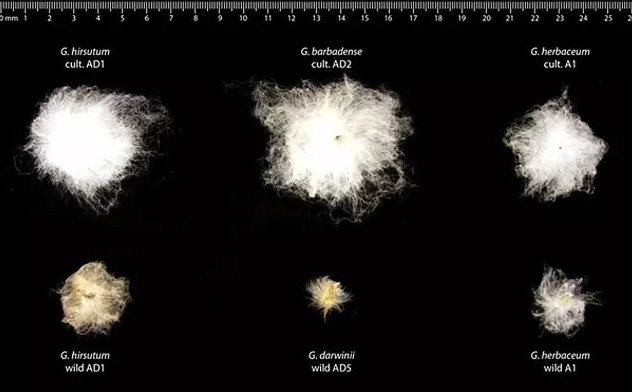 0 mm 1 2 3 4 5 6 7 8 9 10 11 12 13 14 15 16 17 18 19 20 21 22 23 24 25 26
G. hirsutum G. barbadense G. herbaceum
cult. AD1 cult. AD2 cult. A1
G. hirsutum G. darwinii G. herbaceum
wild AD1 wild AD5 wild A1